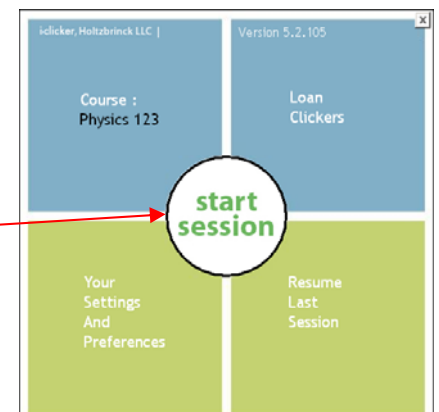 i-clicker, Holtzbrinck LLC |
Version 5.2.105
x
Course :
Physics 123
Loan
Clickers
start
session
Your
Settings
And
Preferences
Resume
Last
Session